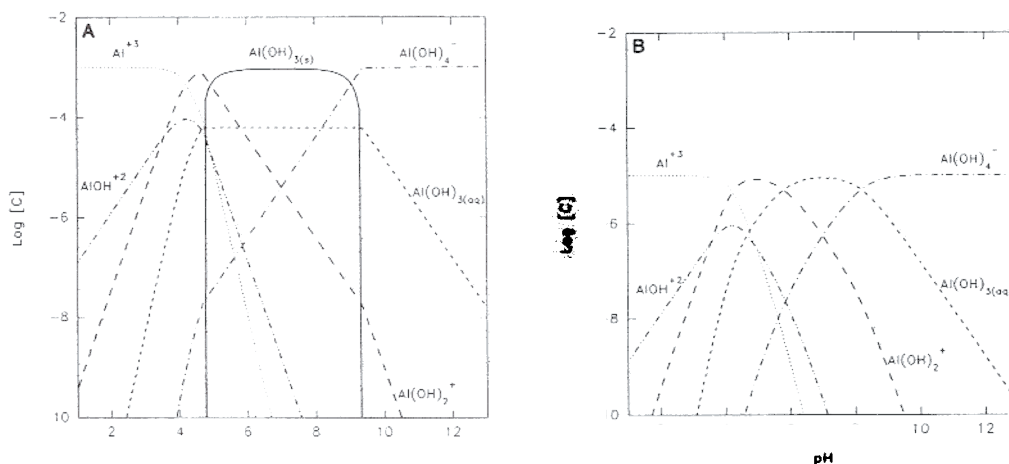 A
-2
-4
-6
-8
10
Log [C]
2
4
6
8
10
12
Al⁺³
Al(OH)₃(s)
Al(OH)₄⁻
AlOH⁺²
Al(OH)₃(aq)
Al(OH)₂⁺
B
-2
-4
-6
-8
0
Log [C]
10
12
pH
Al⁺³
Al(OH)₄⁻
AlOH⁺²
Al(OH)₃(aq
Al(OH)₂⁺